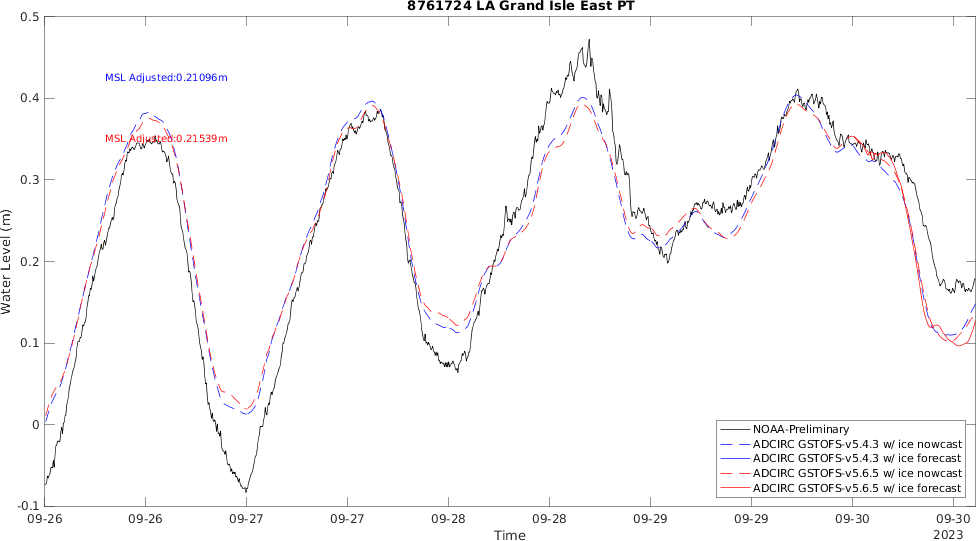 8761724 LA Grand Isle East PT
0.5
0.4
0.3
0.2
0.1
0
-0.1
Water Level (m)
MSL Adjusted:0.21096m
MSL Adjusted:0.21539m
NOAA-Preliminary
ADCIRC GSTOFS-v5.4.3 w/ ice nowcast
ADCIRC GSTOFS-v5.4.3 w/ ice forecast
ADCIRC GSTOFS-v5.6.5 w/ ice nowcast
ADCIRC GSTOFS-v5.6.5 w/ ice forecast
09-26 09-26 09-27 09-27 09-28 09-28 09-29 09-29 09-30 09-30
2023
Time